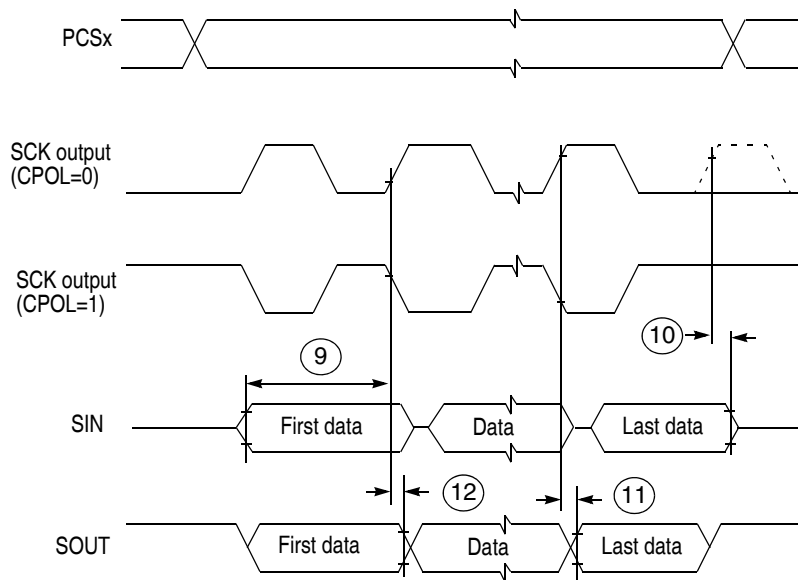 PCSx
SCK output
(CPOL=0)
SCK output
(CPOL=1)
10
9
SIN
First data
Data
Last data
12
11
SOUT
First data
Data
Last data